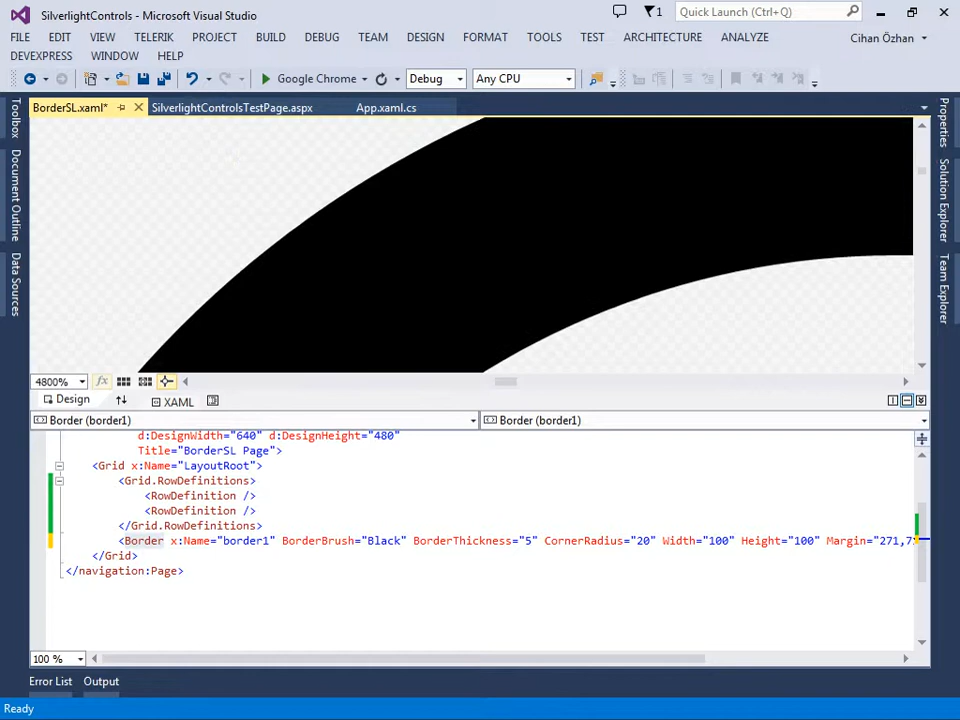 SilverlightControls - Microsoft Visual Studio
1
Quick Launch (Ctrl+Q)
FILE EDIT VIEW TELERIK PROJECT BUILD DEBUG TEAM DESIGN FORMAT TOOLS TEST ARCHITECTURE ANALYZE
Cihan Özhan
DEVEXPRESS WINDOW HELP
Google Chrome
Debug
Any CPU
BorderSL.xaml*
SilverlightControlsTestPage.aspx
App.xaml.cs
Toolbox
Document Outline
Data Sources
Properties
Solution Explorer
Team Explorer
4800%
fx
Design
XAML
Border (border1)
Border (border1)
d:DesignWidth="640" d:DesignHeight="480"
Title="BorderSL Page">
<Grid x:Name="LayoutRoot">
<Grid.RowDefinitions>
<RowDefinition />
<RowDefinition />
</Grid.RowDefinitions>
<Border x:Name="border1" BorderBrush="Black" BorderThickness="5" CornerRadius="20" Width="100" Height="100" Margin="271,7
</Grid>
</navigation:Page>
100 %
Error List
Output
Ready